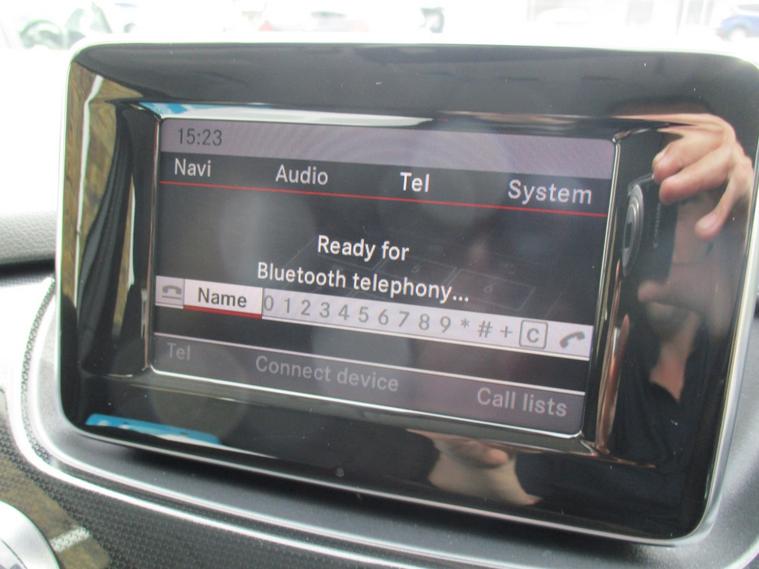 15:23
Navi Audio Tel System
Ready for
Bluetooth telephony...
Name 0 1 2 3 4 5 6 7 8 9 * # + C
Tel Connect device Call lists